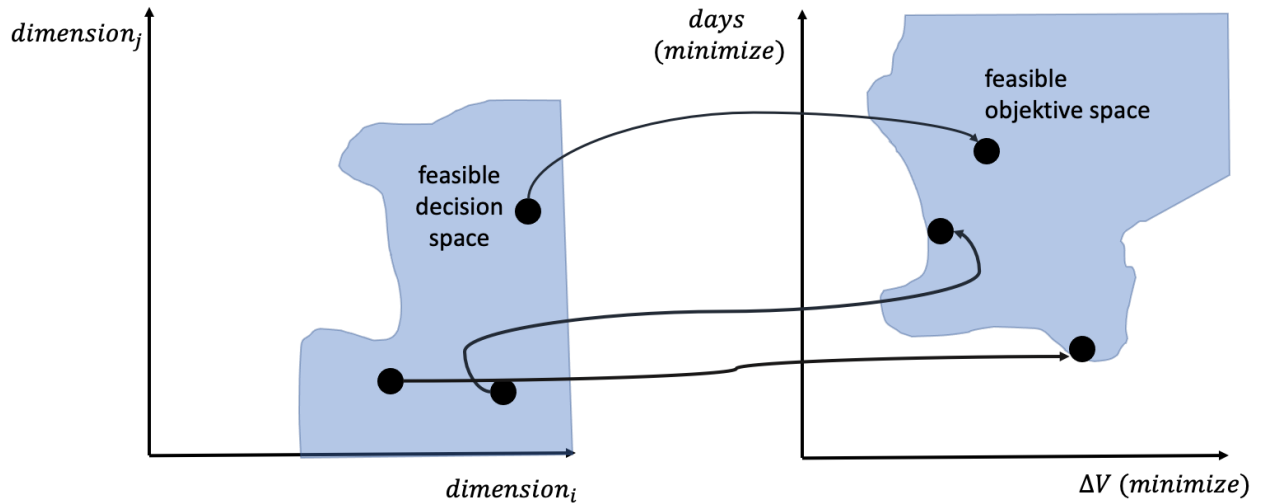 dimension_j
feasible
decision
space
dimension_i
days
(minimize)
feasible
objektive space
ΔV (minimize)